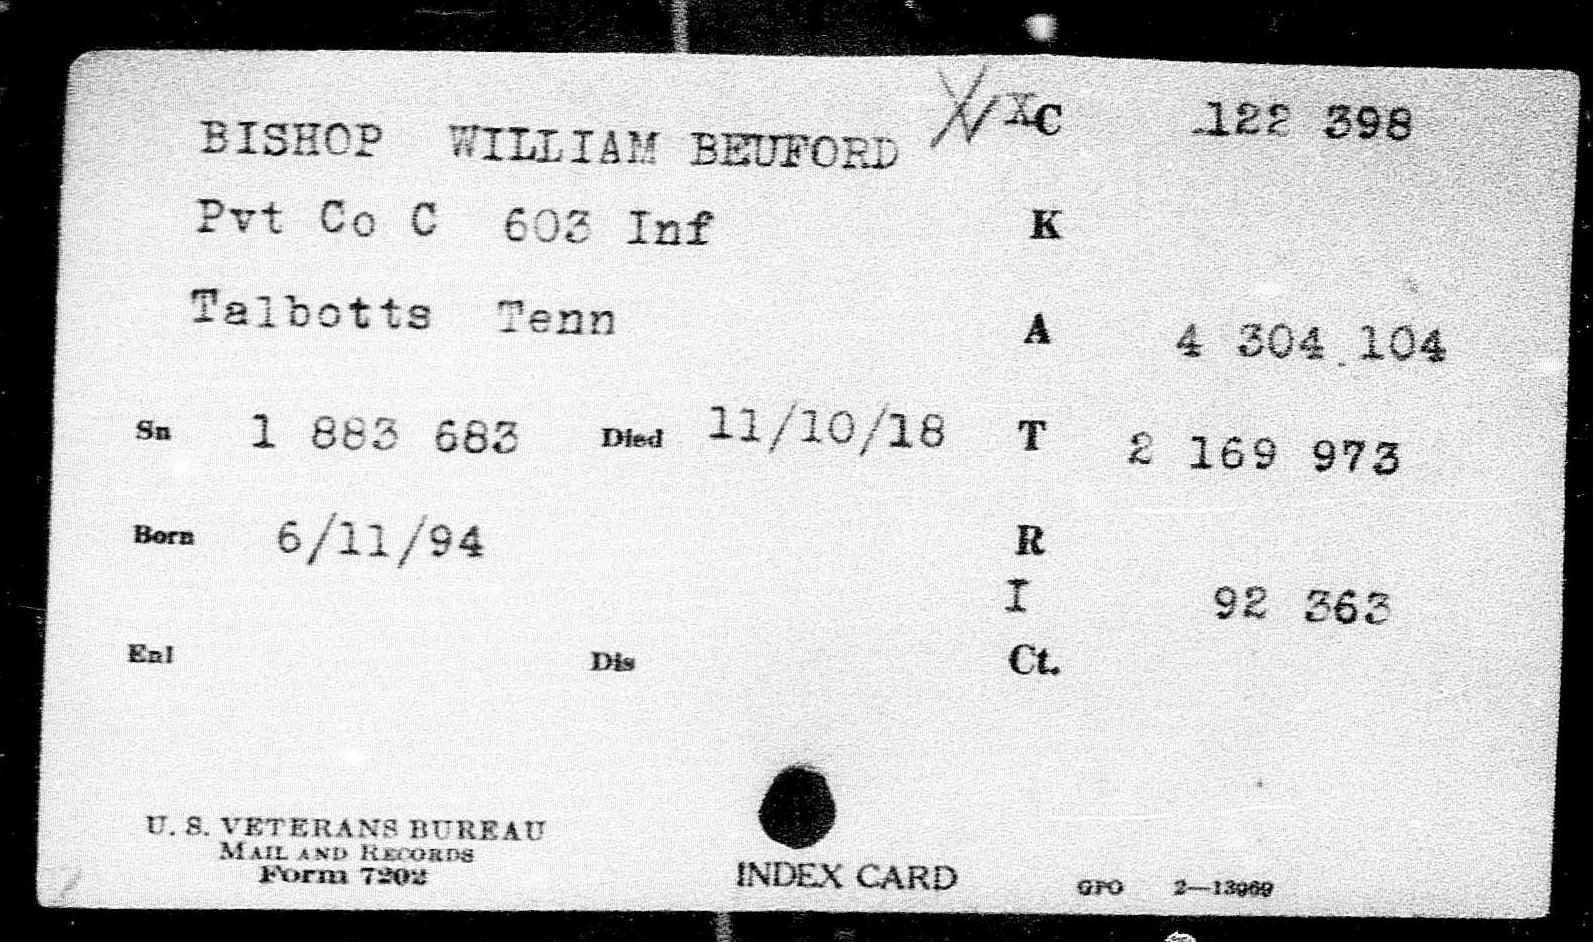 BISHOP WILLIAM BEUFORD XC 122 398
Pvt Co C 603 Inf K
Talbotts Tenn A 4 304 104
Sn 1 883 683 Died 11/10/18 T 2 169 973
Born 6/11/94 R
I 92 363
Enl Dis Ct.
U. S. VETERANS BUREAU
MAIL AND RECORDS
Form 7202
INDEX CARD
GPO 2—13969